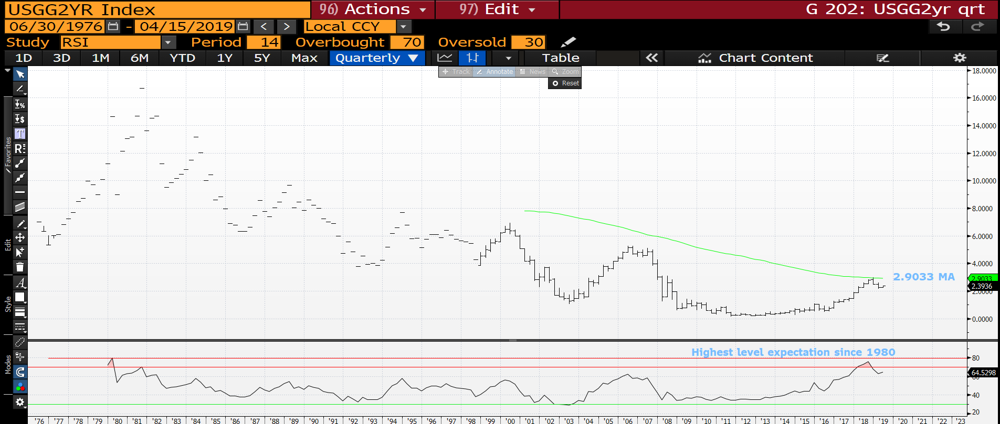 USGG2YR Index 96) Actions 97) Edit G 202: USGG2yr qrt
06/30/1976 - 04/15/2019 < > Local CCY
Study RSI Period 14 Overbought 70 Oversold 30
1D 3D 1M 6M YTD 1Y 5Y Max Quarterly ▼ Table « Chart Content
Track Annotate News Zoom
Reset
Favorites
Edit
Style
Modes
%
$
T
R
A
18.0000
16.0000
14.0000
12.0000
10.0000
8.0000
6.0000
4.0000
2.9033 MA
2.9033
2.3936
2.0000
0.0000
Highest level expectation since 1980
80
64.5298
60
40
20
'76 '77 '78 '79 '80 '81 '82 '83 '84 '85 '86 '87 '88 '89 '90 '91 '92 '93 '94 '95 '96 '97 '98 '99 '00 '01 '02 '03 '04 '05 '06 '07 '08 '09 '10 '11 '12 '13 '14 '15 '16 '17 '18 '19 '20 '21 '22 '23